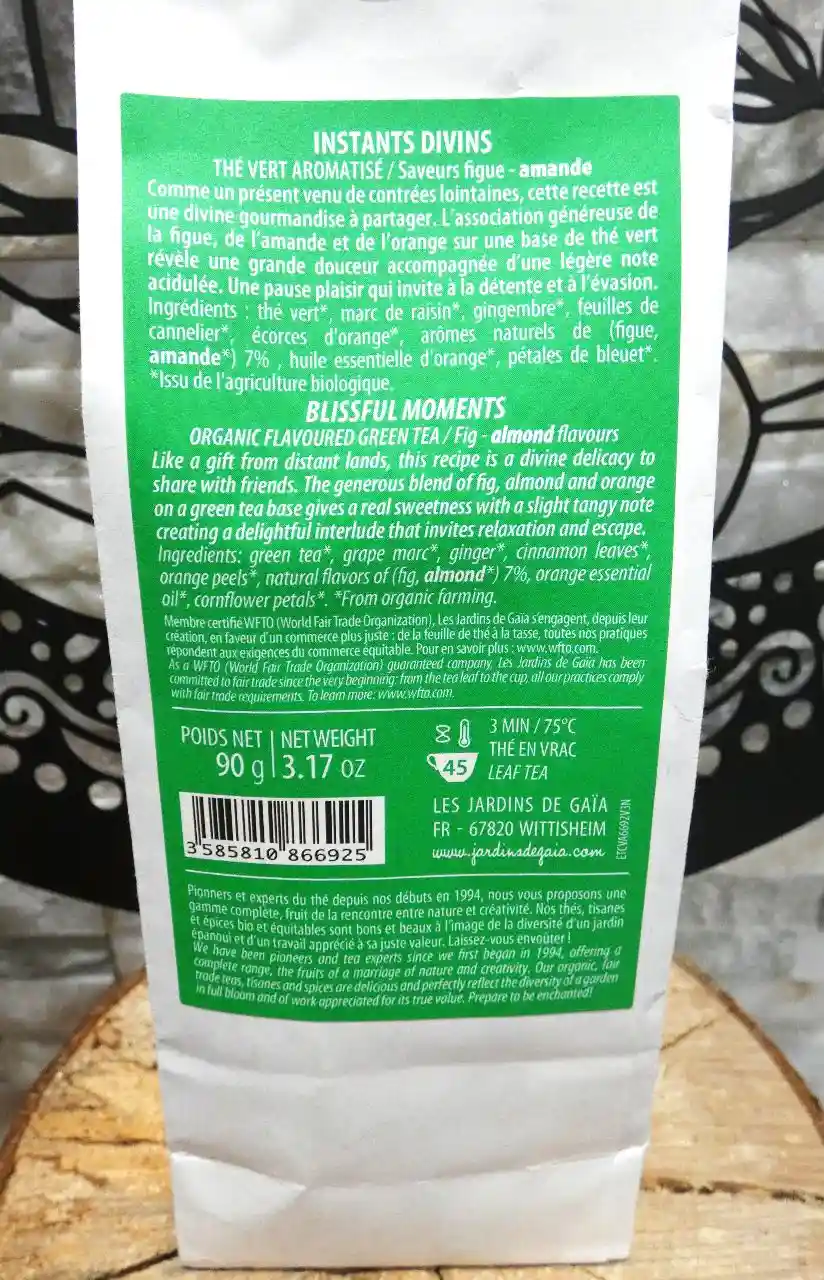 INSTANTS DIVINS
THÉ VERT AROMATISÉ / Saveurs figue - amande
Comme un présent venu de contrées lointaines, cette recette est
une divine gourmandise à partager. L'association généreuse de
la figue, de l'amande et de l'orange sur une base de thé vert
révèle une grande douceur accompagnée d'une légère note
acidulée. Une pause plaisir qui invite à la détente et à l'évasion.
Ingrédients : thé vert*, marc de raisin*, gingembre*, feuilles de
cannelier*, écorces d'orange*, arômes naturels de (figue,
amande*) 7% , huile essentielle d'orange*, pétales de bleuet*.
*Issu de l'agriculture biologique.
BLISSFUL MOMENTS
ORGANIC FLAVOURED GREEN TEA / Fig - almond flavours
Like a gift from distant lands, this recipe is a divine delicacy to
share with friends. The generous blend of fig, almond and orange
on a green tea base gives a real sweetness with a slight tangy note
creating a delightful interlude that invites relaxation and escape.
Ingredients: green tea*, grape marc*, ginger*, cinnamon leaves*,
orange peels*, natural flavors of (fig, almond*) 7%, orange essential
oil*, cornflower petals*. *From organic farming.
Membre certifié WFTO (World Fair Trade Organization), Les Jardins de Gaïa s'engagent, depuis leur
création, en faveur d'un commerce plus juste : de la feuille de thé à la tasse, toutes nos pratiques
répondent aux exigences du commerce équitable. Pour en savoir plus : www.wfto.com.
As a WFTO (World Fair Trade Organization) guaranteed company, Les Jardins de Gaïa has been
committed to fair trade since the very beginning: from the tea leaf to the cup, all our practices comply
with fair trade requirements. To learn more: www.wfto.com.
POIDS NET | NET WEIGHT
90 g | 3.17 oz
3 MIN / 75°C
THÉ EN VRAC
45 LEAF TEA
LES JARDINS DE GAÏA
FR - 67820 WITTISHEIM
www.jardinsdegaia.com
ETCVA6692V3N
3 585810 866925
Pionners et experts du thé depuis nos débuts en 1994, nous vous proposons une
gamme complète, fruit de la rencontre entre nature et créativité. Nos thés, tisanes
et épices bio et équitables sont bons et beaux à l'image de la diversité d'un jardin
épanoui et d'un travail apprécié à sa juste valeur. Laissez-vous envoûter !
We have been pioneers and tea experts since we first began in 1994, offering a
complete range, the fruits of a marriage of nature and creativity. Our organic, fair
trade teas, tisanes and spices are delicious and perfectly reflect the diversity of a garden
in full bloom and of work appreciated for its true value. Prepare to be enchanted!